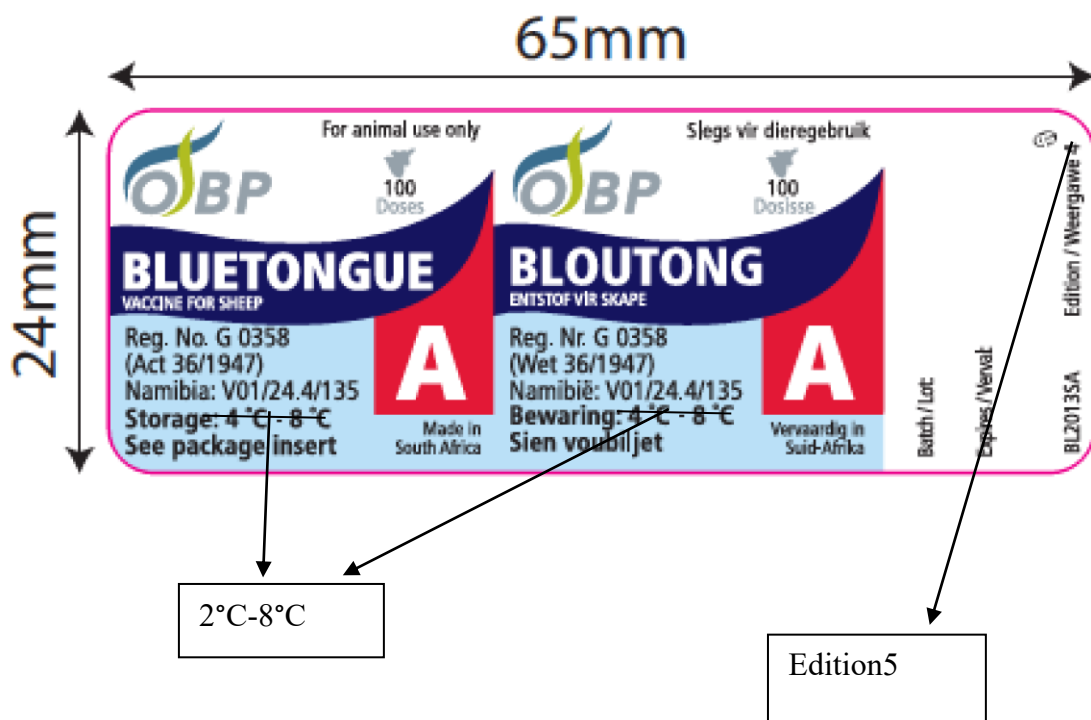 65mm
24mm
OBP
For animal use only
100
Doses
BLUETONGUE
VACCINE FOR SHEEP
A
Reg. No. G 0358
(Act 36/1947)
Namibia: V01/24.4/135
Storage: 4 °C - 8 °C
See package insert
Made in
South Africa
OBP
Slegs vir dieregebruik
100
Dosisse
BLOUTONG
ENTSTOF VIR SKAPE
A
Reg. Nr. G 0358
(Wet 36/1947)
Namibië: V01/24.4/135
Bewaring: 4 °C - 8 °C
Sien voubiljet
Vervaardig in
Suid-Afrika
Batch / Lot:
Expires / Verval:
BL2013SA
Edition / Weergawe 4
2°C-8°C
Edition5